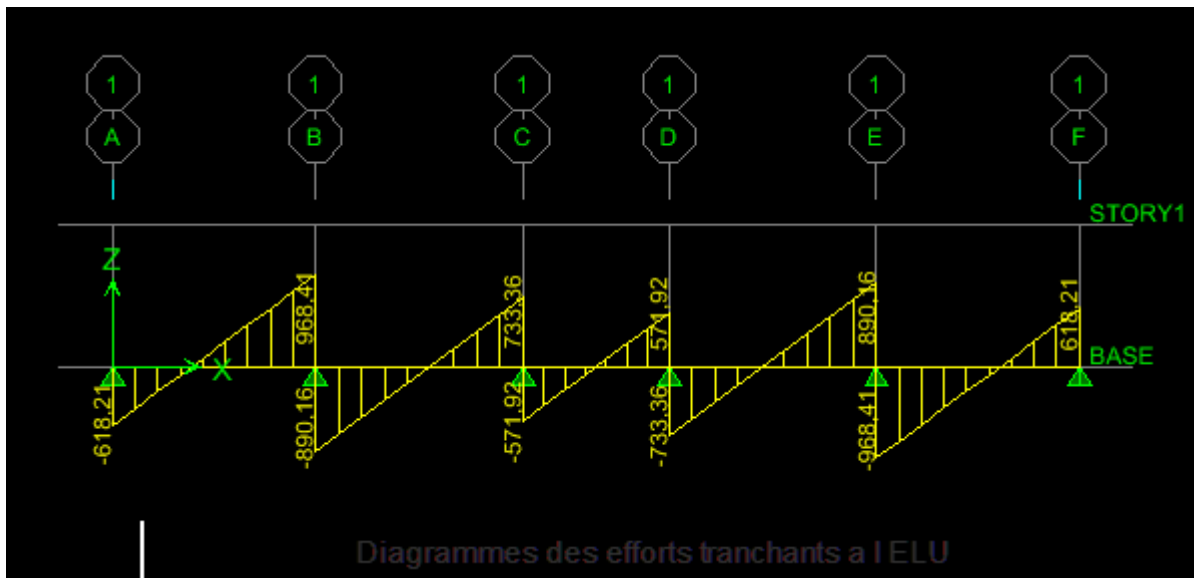 1 1 1 1 1 1
A B C D E F
STORY1
Z
968.41 733.36 571.92 890.16 618.21
X
BASE
-618.21 -890.16 -571.92 -733.36 -968.41
Diagrammes des efforts tranchants a l ELU